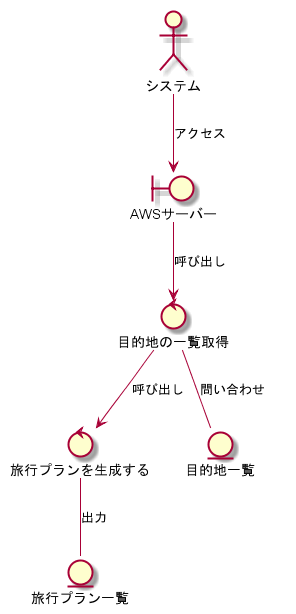 システム
アクセス
AWSサーバー
呼び出し
目的地の一覧取得
呼び出し
問い合わせ
旅行プランを生成する
目的地一覧
出力
旅行プラン一覧